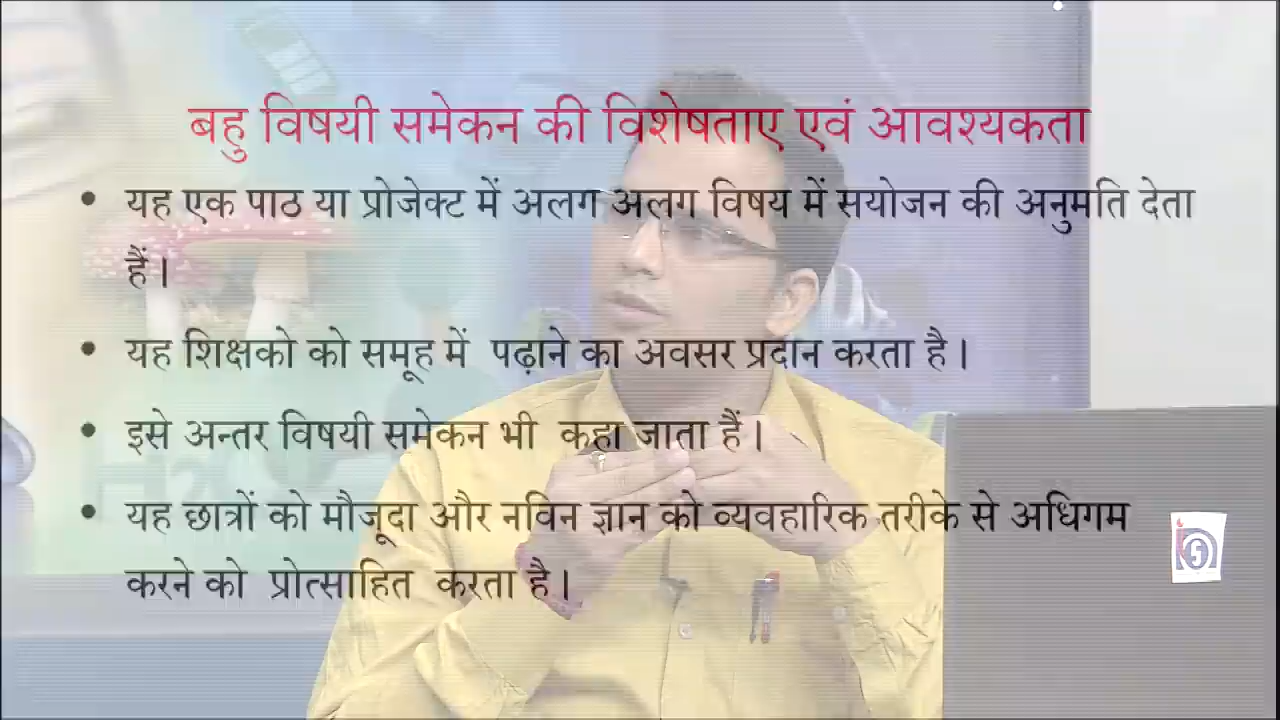 बहु विषयी समेकन की विशेषताए एवं आवश्यकता
• यह एक पाठ या प्रोजेक्ट में अलग अलग विषय में सयोजन की अनुमति देता
हैं।
• यह शिक्षको को समूह में पढ़ाने का अवसर प्रदान करता है।
• इसे अन्तर विषयी समेकन भी कहा जाता हैं।
• यह छात्रों को मौजूदा और नविन ज्ञान को व्यवहारिक तरीके से अधिगम
करने को प्रोत्साहित करता है।